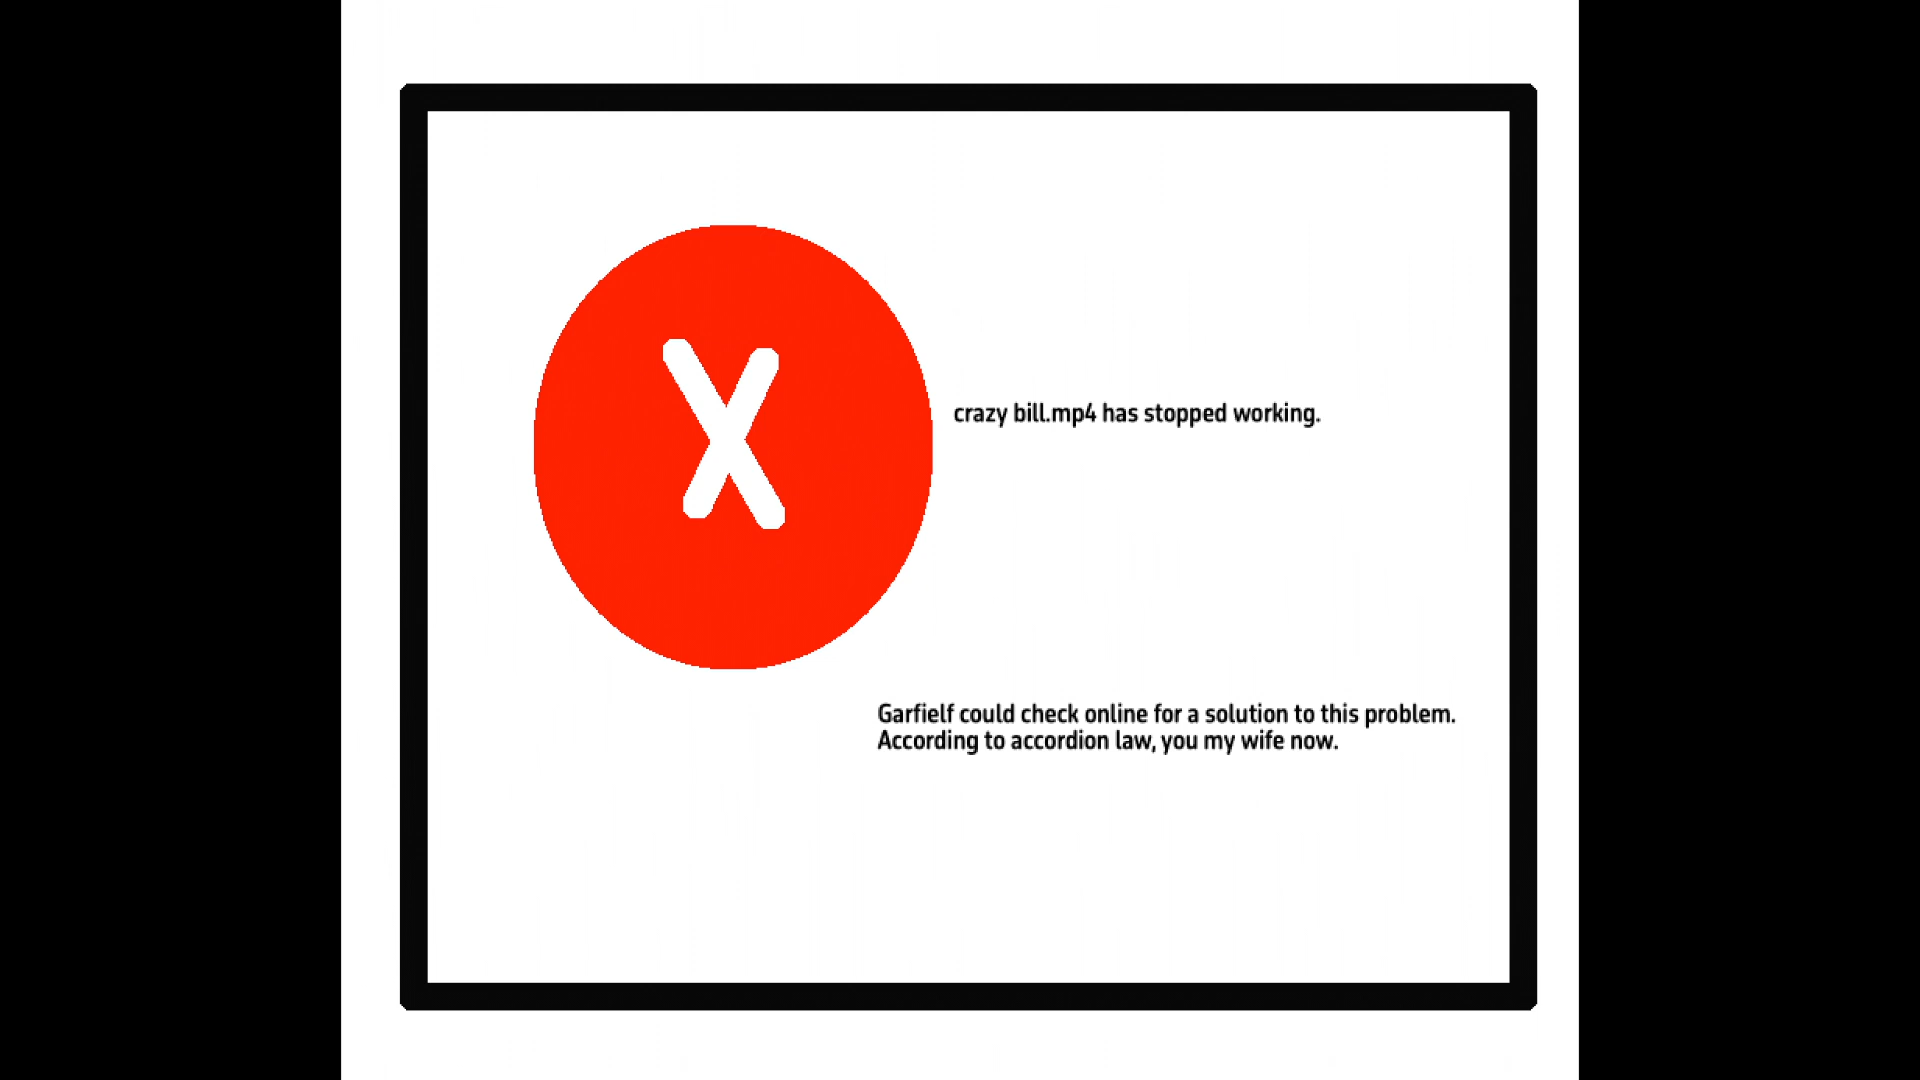 crazy bill.mp4 has stopped working.
Garfielf could check online for a solution to this problem.
According to accordion law, you my wife now.